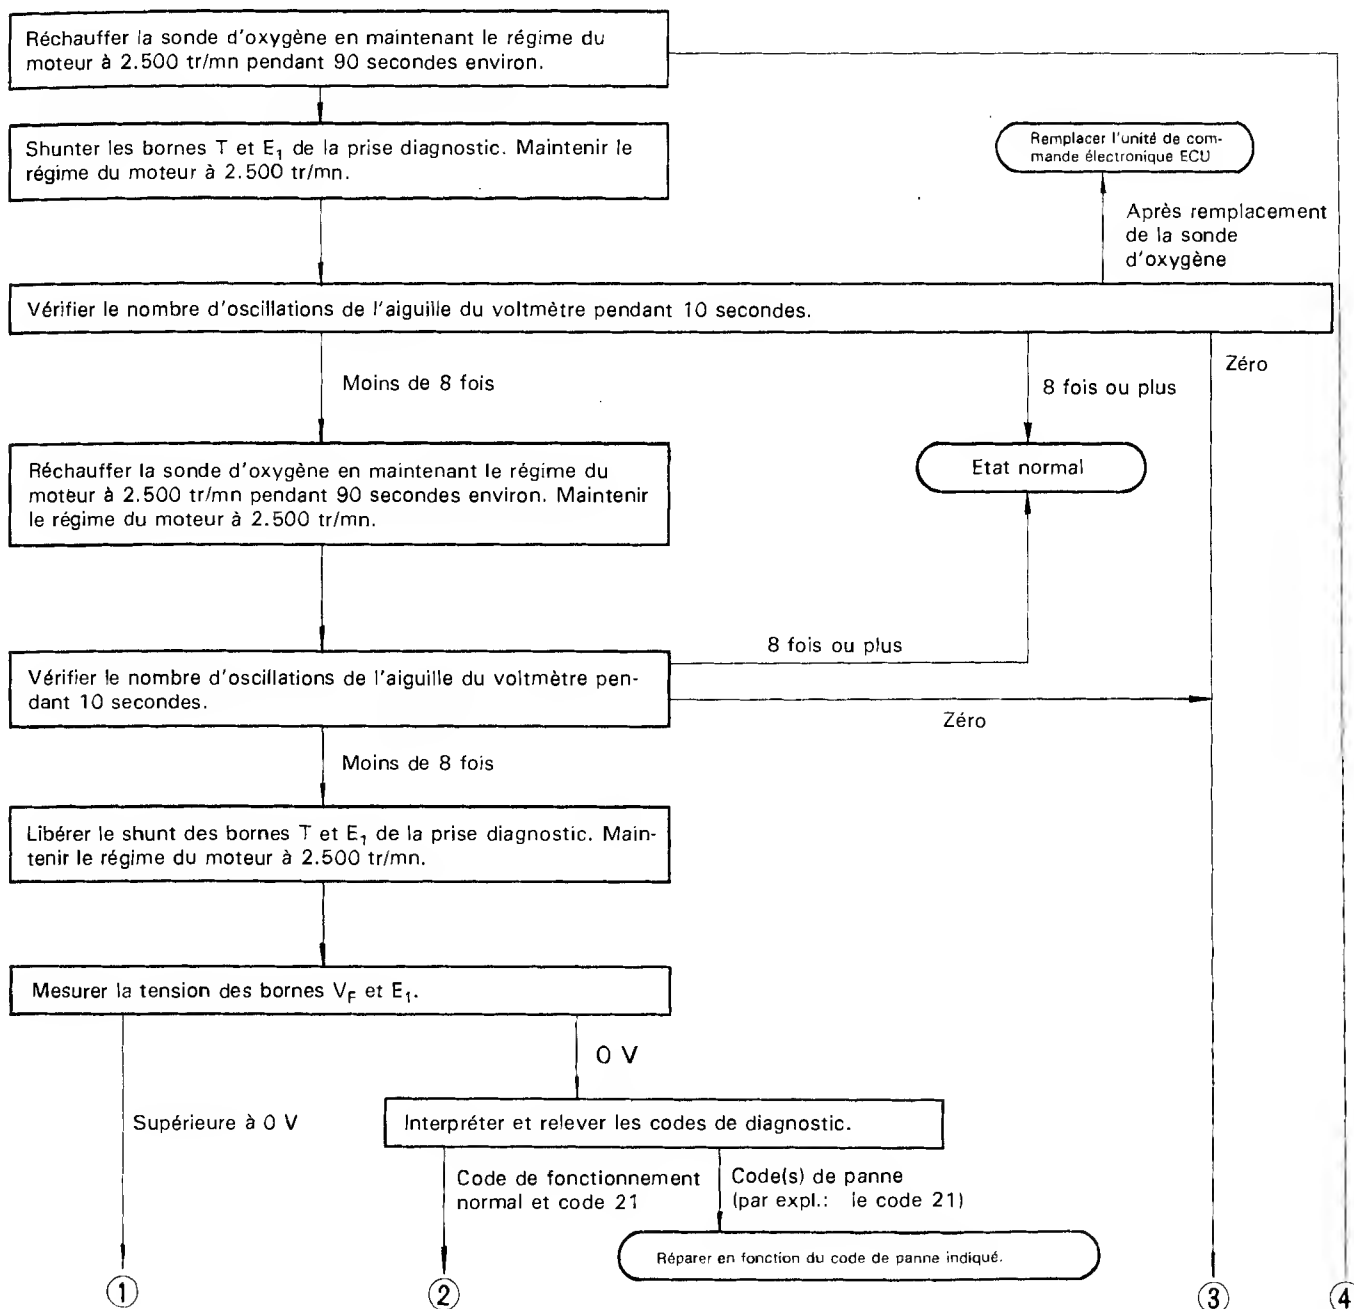 Réchauffer la sonde d'oxygène en maintenant le régime du
moteur à 2.500 tr/mn pendant 90 secondes environ.
Shunter les bornes T et E1 de la prise diagnostic. Maintenir le
régime du moteur à 2.500 tr/mn.
Remplacer l'unité de com-
mande électronique ECU
Après remplacement
de la sonde
d'oxygène
Vérifier le nombre d'oscillations de l'aiguille du voltmètre pendant 10 secondes.
Moins de 8 fois
8 fois ou plus
Zéro
Réchauffer la sonde d'oxygène en maintenant le régime du
moteur à 2.500 tr/mn pendant 90 secondes environ. Maintenir
le régime du moteur à 2.500 tr/mn.
Etat normal
Vérifier le nombre d'oscillations de l'aiguille du voltmètre pen-
dant 10 secondes.
8 fois ou plus
Zéro
Moins de 8 fois
Libérer le shunt des bornes T et E1 de la prise diagnostic. Main-
tenir le régime du moteur à 2.500 tr/mn.
Mesurer la tension des bornes VF et E1.
0 V
Supérieure à 0 V
Interpréter et relever les codes de diagnostic.
Code de fonctionnement
normal et code 21
Code(s) de panne
(par expl.: le code 21)
Réparer en fonction du code de panne indiqué.
1
2
3
4